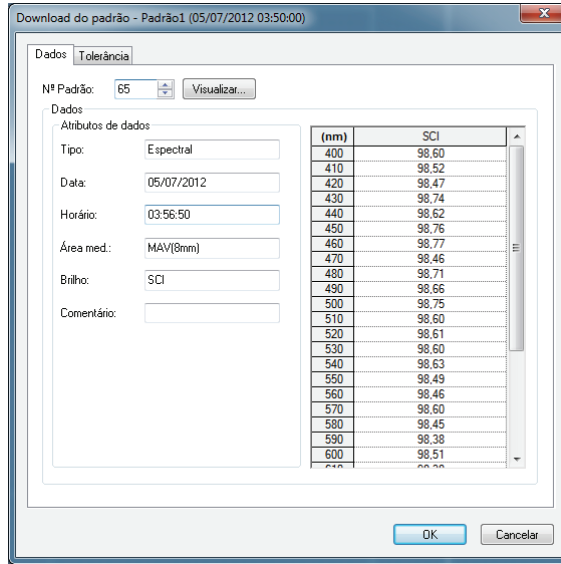 Download do padrão - Padrão1 (05/07/2012 03:50:00)
Dados Tolerância
Nº Padrão: 65 Visualizar...
Dados
Atributos de dados
Tipo: Espectral
Data: 05/07/2012
Horário: 03:56:50
Área med.: MAV(8mm)
Brilho: SCI
Comentário:
(nm) SCI
400 98,60
410 98,52
420 98,47
430 98,74
440 98,62
450 98,76
460 98,77
470 98,46
480 98,71
490 98,66
500 98,75
510 98,60
520 98,61
530 98,60
540 98,63
550 98,49
560 98,46
570 98,60
580 98,45
590 98,38
600 98,51
OK Cancelar